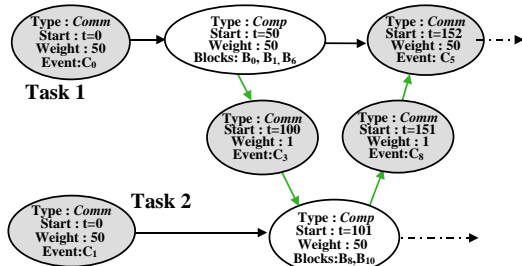 Type : Comm
Start : t=0
Weight : 50
Event:C0
Type : Comp
Start : t=50
Weight : 50
Blocks: B0, B1, B6
Type : Comm
Start : t=152
Weight : 50
Event: C5
Task 1
Type : Comm
Start : t=100
Weight : 1
Event:C3
Type : Comm
Start : t=151
Weight : 1
Event:C8
Task 2
Type : Comm
Start : t=0
Weight : 50
Event:C1
Type : Comp
Start : t=101
Weight : 50
Blocks:B8,B10